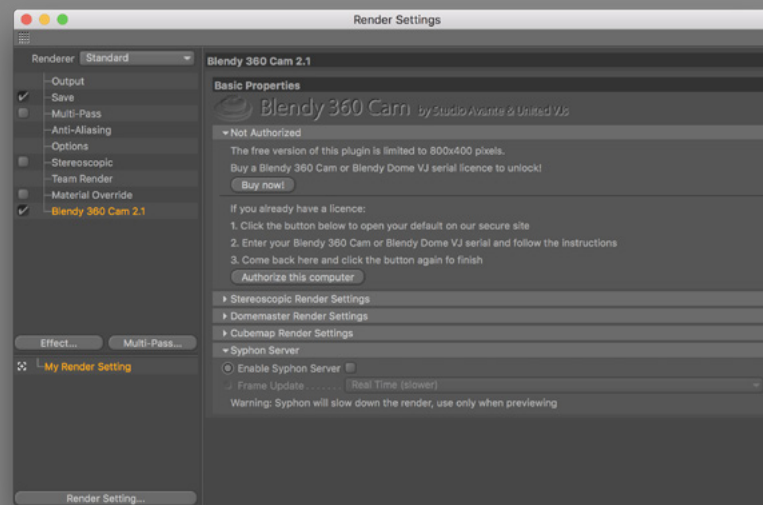 Render Settings
Renderer Standard
Output
Save
Multi-Pass
Anti-Aliasing
Options
Stereoscopic
Team Render
Material Override
Blendy 360 Cam 2.1
Effect... Multi-Pass...
My Render Setting
Render Setting...
Blendy 360 Cam 2.1
Basic Properties
Blendy 360 Cam by Studio Avante & United VJs
Not Authorized
The free version of this plugin is limited to 800x400 pixels.
Buy a Blendy 360 Cam or Blendy Dome VJ serial licence to unlock!
Buy now!
If you already have a licence:
1. Click the button below to open your default on our secure site
2. Enter your Blendy 360 Cam or Blendy Dome VJ serial and follow the instructions
3. Come back here and click the button again fo finish
Authorize this computer
Stereoscopic Render Settings
Domemaster Render Settings
Cubemap Render Settings
Syphon Server
Enable Syphon Server
Frame Update . . . . . . Real Time (slower)
Warning: Syphon will slow down the render, use only when previewing